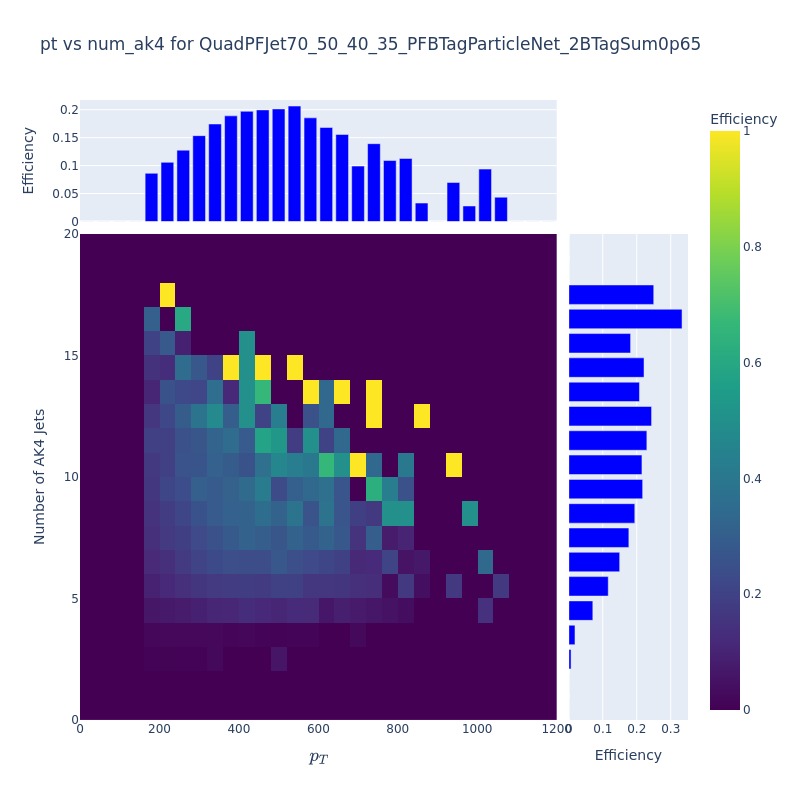 pt vs num_ak4 for QuadPFJet70_50_40_35_PFBTagParticleNet_2BTagSum0p65
Efficiency
0.2
0.15
0.1
0.05
0
Efficiency
1
0.8
0.6
0.4
0.2
0
Number of AK4 Jets
20
15
10
5
0
0 200 400 600 800 1000 1200
p_T
0 0.1 0.2 0.3
Efficiency